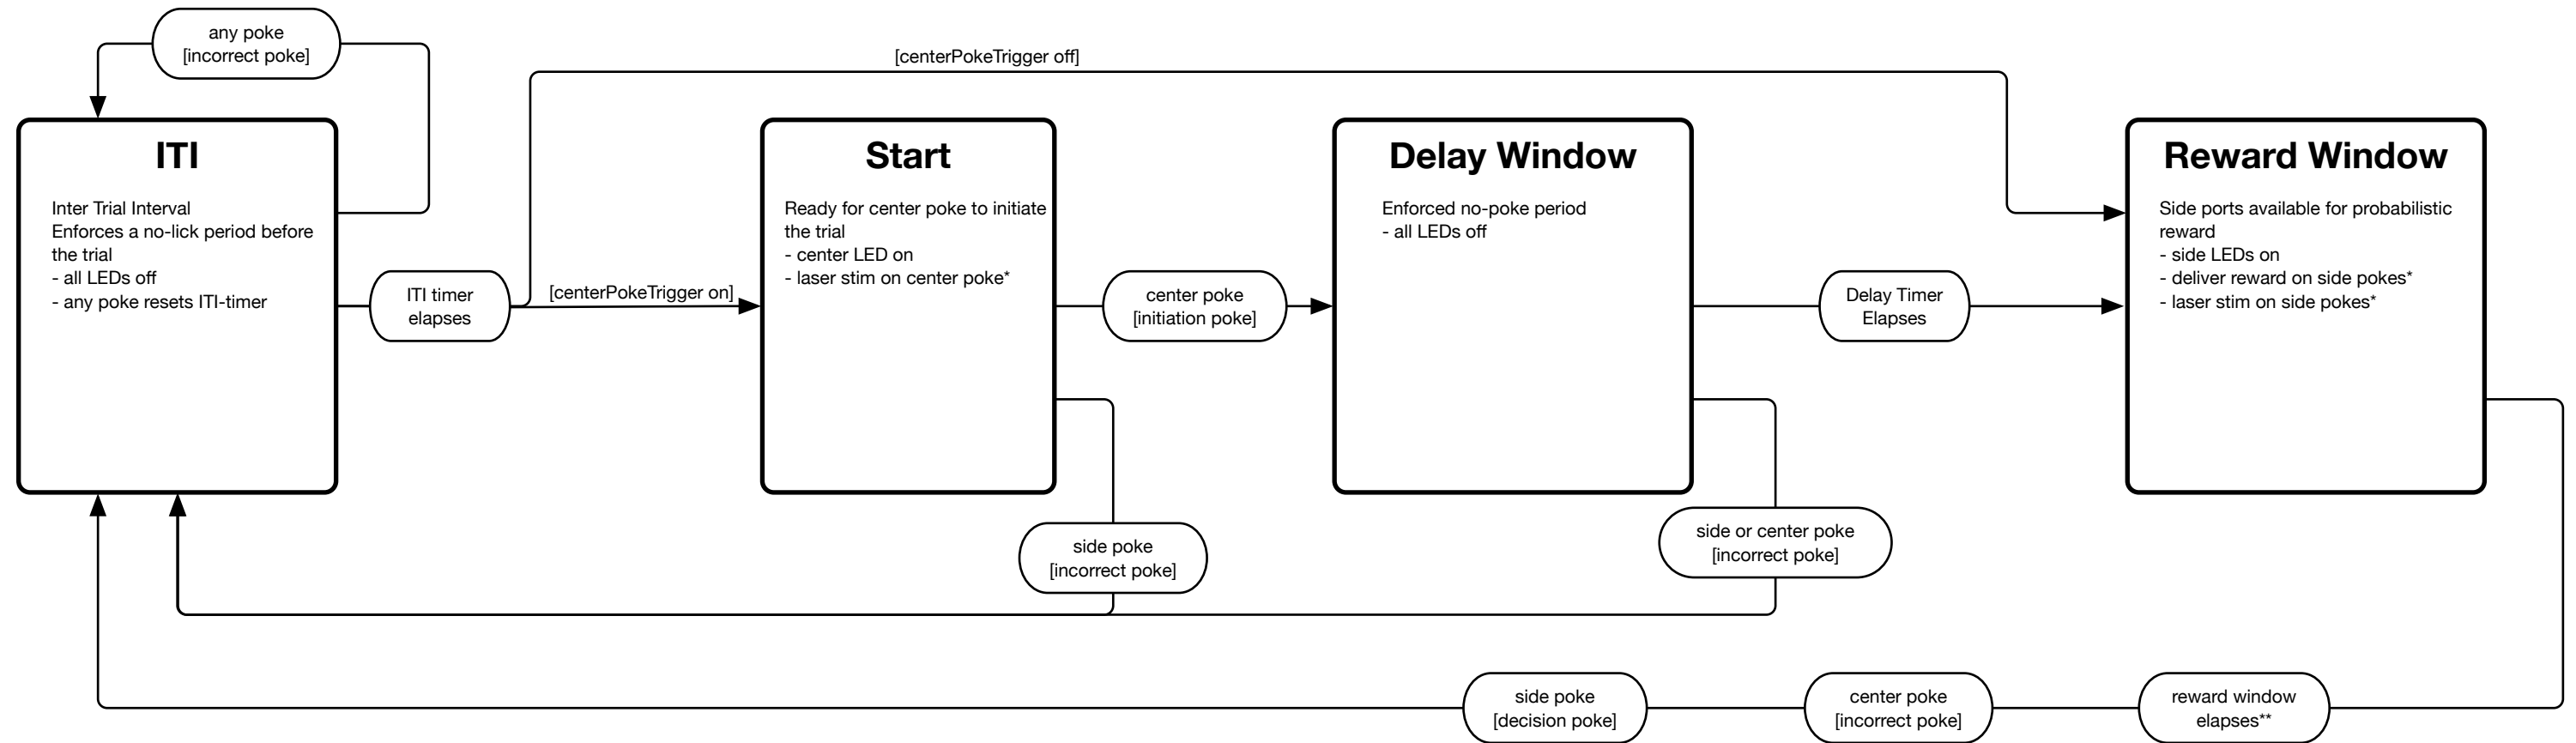 any poke
[incorrect poke]
[centerPokeTrigger off]
ITI
Inter Trial Interval
Enforces a no-lick period before
the trial
- all LEDs off
- any poke resets ITI-timer
ITI timer
elapses
[centerPokeTrigger on]
Start
Ready for center poke to initiate
the trial
- center LED on
- laser stim on center poke*
center poke
[initiation poke]
Delay Window
Enforced no-poke period
- all LEDs off
Delay Timer
Elapses
Reward Window
Side ports available for probabilistic
reward
- side LEDs on
- deliver reward on side pokes*
- laser stim on side pokes*
side poke
[incorrect poke]
side or center poke
[incorrect poke]
side poke
[decision poke]
center poke
[incorrect poke]
reward window
elapses**